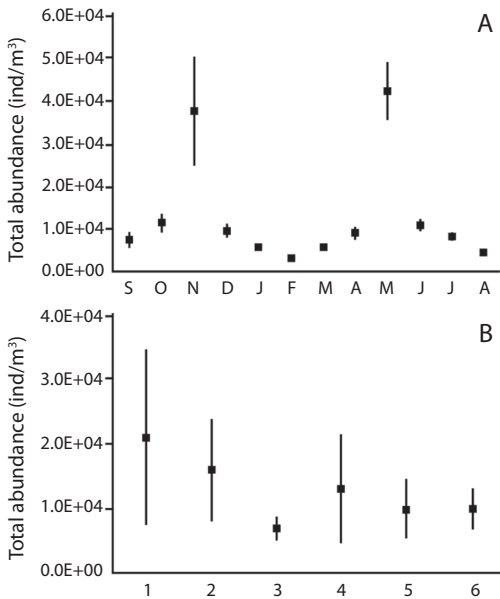 A
Total abundance (ind/m³)
6.0E+04
5.0E+04
4.0E+04
3.0E+04
2.0E+04
1.0E+04
0.0E+00
S O N D J F M A M J J A
B
Total abundance (ind/m³)
4.0E+04
3.0E+04
2.0E+04
1.0E+04
0.0E+00
1 2 3 4 5 6